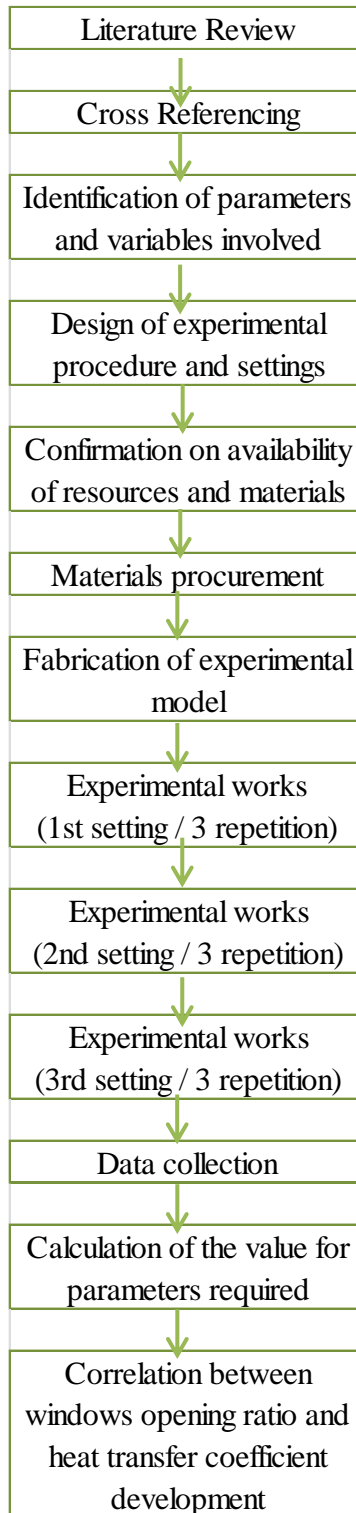 Literature Review
Cross Referencing
Identification of parameters
and variables involved
Design of experimental
procedure and settings
Confirmation on availability
of resources and materials
Materials procurement
Fabrication of experimental
model
Experimental works
(1st setting / 3 repetition)
Experimental works
(2nd setting / 3 repetition)
Experimental works
(3rd setting / 3 repetition)
Data collection
Calculation of the value for
parameters required
Correlation between
windows opening ratio and
heat transfer coefficient
development